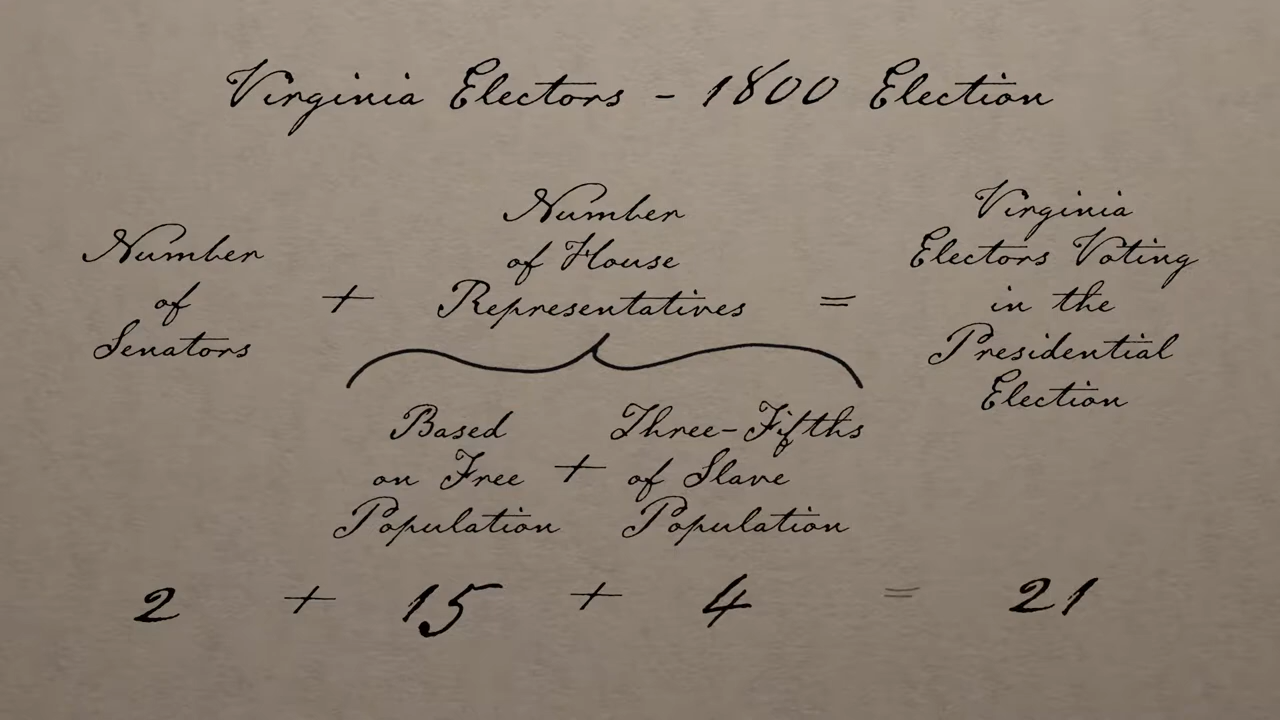 Virginia Electors - 1800 Election
Number
of
Senators
+
Number
of House
Representatives
=
Virginia
Electors Voting
in the
Presidential
Election
Based
on Free
Population
+
Three-Fifths
of Slave
Population
2 + 15 + 4 = 21